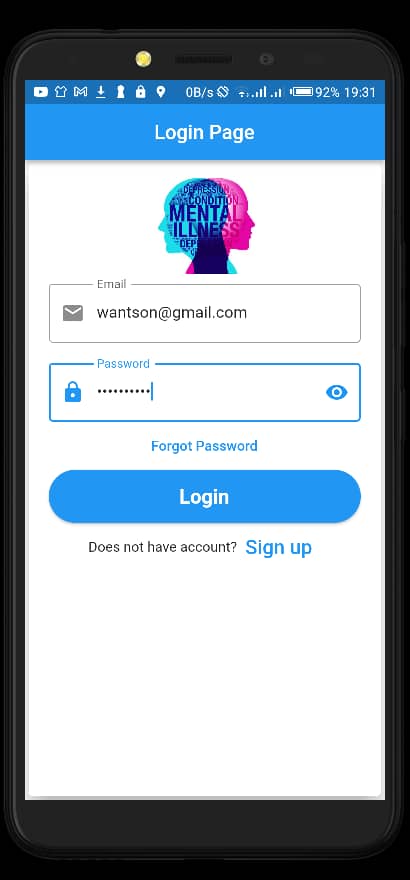 0B/s 92% 19:31
Login Page
DEPRESSION
CONDITION
MENTAL
ILLNESS
Email
wantson@gmail.com
Password
••••••••••
Forgot Password
Login
Does not have account? Sign up